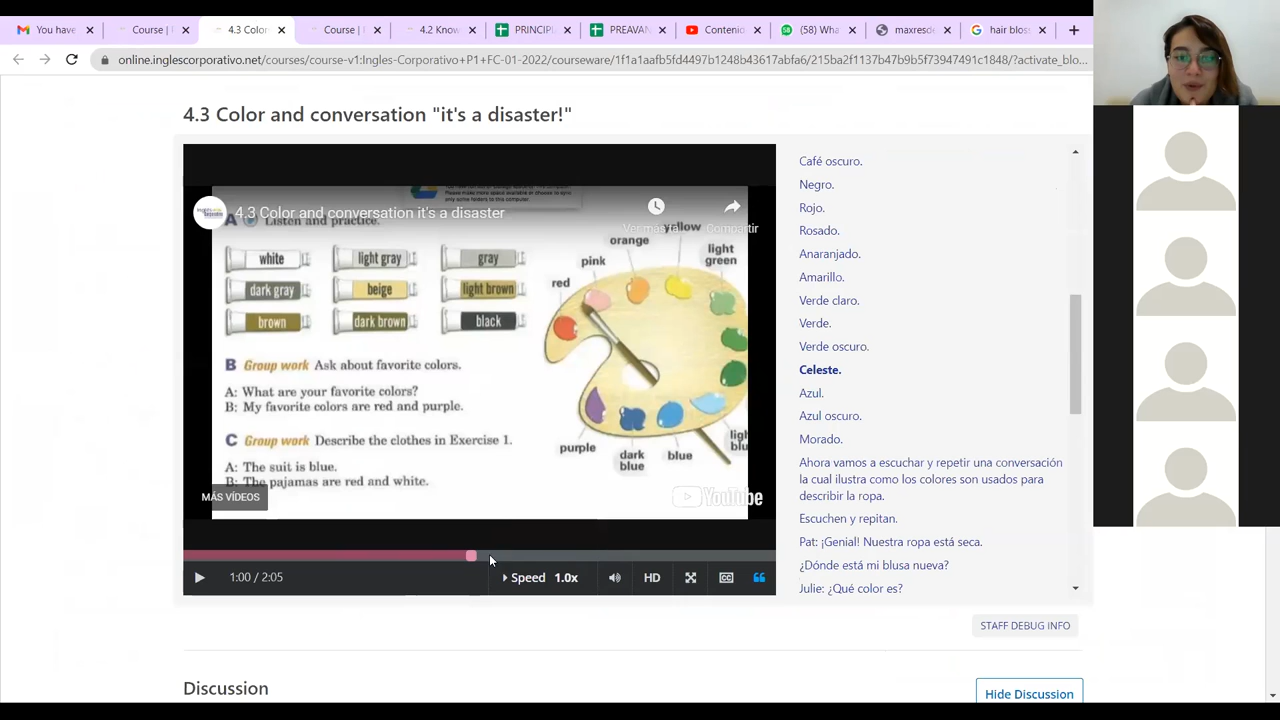 You have
Course |
4.3 Color
Course |
4.2 Know
PRINCIPI
PREAVAN
Contenio
(58) Wha
maxresde
hair blos
online.inglescorporativo.net/courses/course-v1:Ingles-Corporativo+P1+FC-01-2022/courseware/1f1a1aafb5fd4497b1248b43617abfa6/215ba2f1137b47b9b5f73947491c1848/?activate_blo...
4.3 Color and conversation "it's a disaster!"
4.3 Color and conversation it's a disaster
Ver más ta
Compartir
A Listen and practice.
white
light gray
gray
dark gray
beige
light brown
brown
dark brown
black
yellow
orange
light
green
pink
red
purple
dark
blue
blue
B Group work Ask about favorite colors.
A: What are your favorite colors?
B: My favorite colors are red and purple.
C Group work Describe the clothes in Exercise 1.
A: The suit is blue.
B: The pajamas are red and white.
MÁS VÍDEOS
YouTube
1:00 / 2:05
Speed 1.0x
HD
Café oscuro.
Negro.
Rojo.
Rosado.
Anaranjado.
Amarillo.
Verde claro.
Verde.
Verde oscuro.
Celeste.
Azul.
Azul oscuro.
Morado.
Ahora vamos a escuchar y repetir una conversación
la cual ilustra como los colores son usados para
describir la ropa.
Escuchen y repitan.
Pat: ¡Genial! Nuestra ropa está seca.
¿Dónde está mi blusa nueva?
Julie: ¿Qué color es?
STAFF DEBUG INFO
Discussion
Hide Discussion